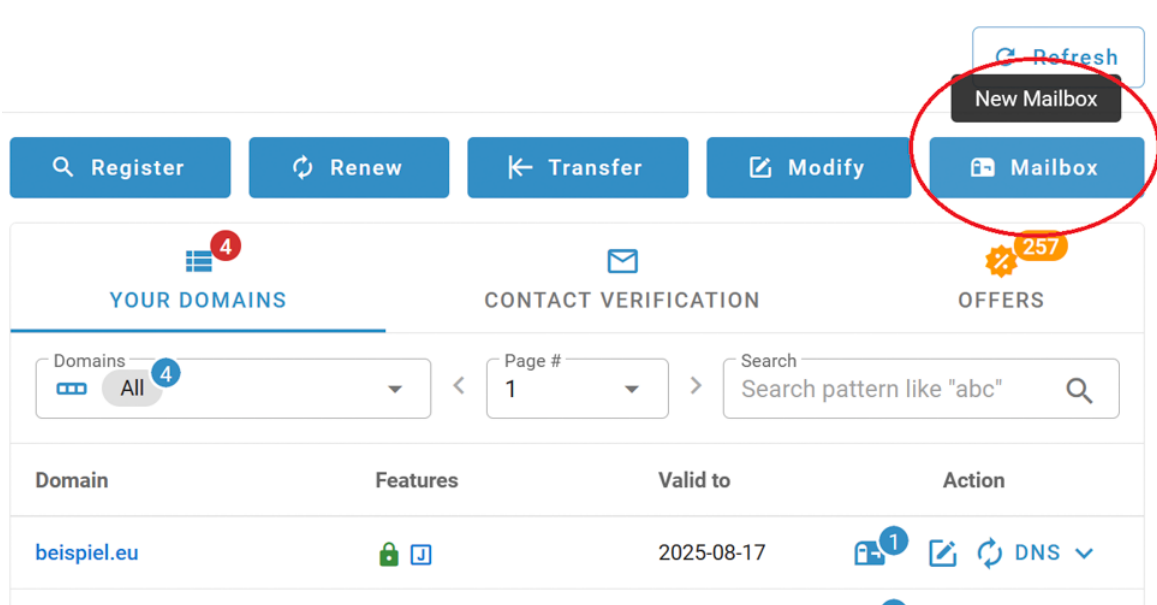 Refresh
New Mailbox
Register Renew Transfer Modify Mailbox
4 257
YOUR DOMAINS CONTACT VERIFICATION OFFERS
Domains Page # Search
All 4 1 Search pattern like "abc"
Domain Features Valid to Action
beispiel.eu J 2025-08-17 1 DNS